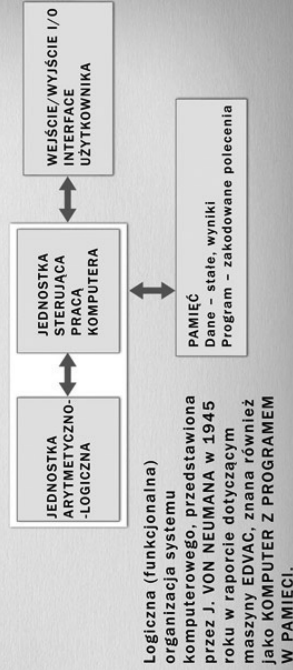 JEDNOSTKA
ARYTMETYCZNO-
-LOGICZNA
JEDNOSTKA
STERUJĄCA
PRACĄ
KOMPUTERA
WEJŚCIE/WYJŚCIE I/O
INTERFACE
UŻYTKOWNIKA
PAMIĘĆ
Dane – stałe, wyniki
Program – zakodowane polecenia
Logiczna (funkcjonalna)
organizacja systemu
komputerowego, przedstawiona
przez J. VON NEUMANA w 1945
roku w raporcie dotyczącym
maszyny EDVAC, znana również
jako KOMPUTER Z PROGRAMEM
W PAMIĘCI.